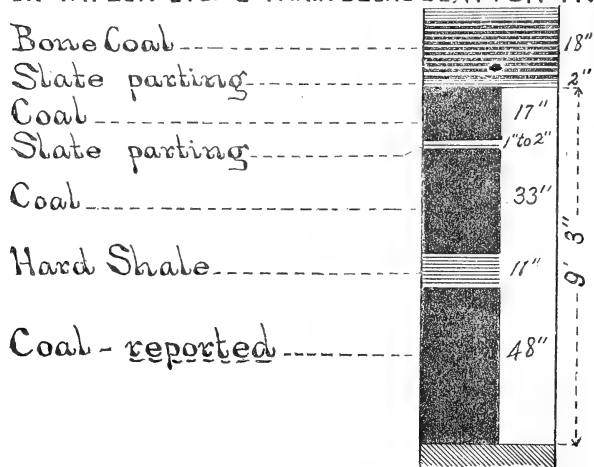 Bone Coal 18"
Slate parting 2"
Coal 17"
Slate parting 1" to 2"
Coal 33"
Hard Shale 11"
Coal - reported 48"
9' 3"